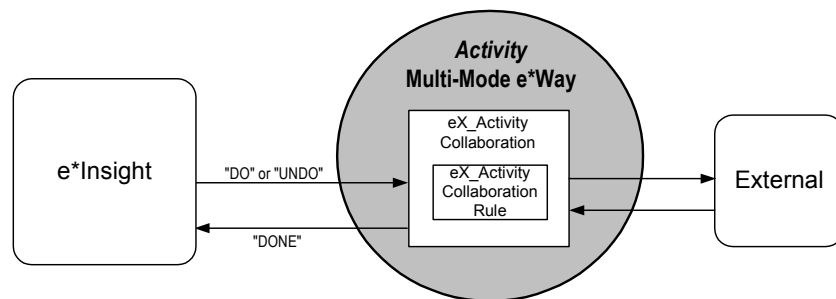 Activity
Multi-Mode e*Way
eX_Activity
Collaboration
e*Insight
"DO" or "UNDO"
eX_Activity
Collaboration
Rule
External
"DONE"